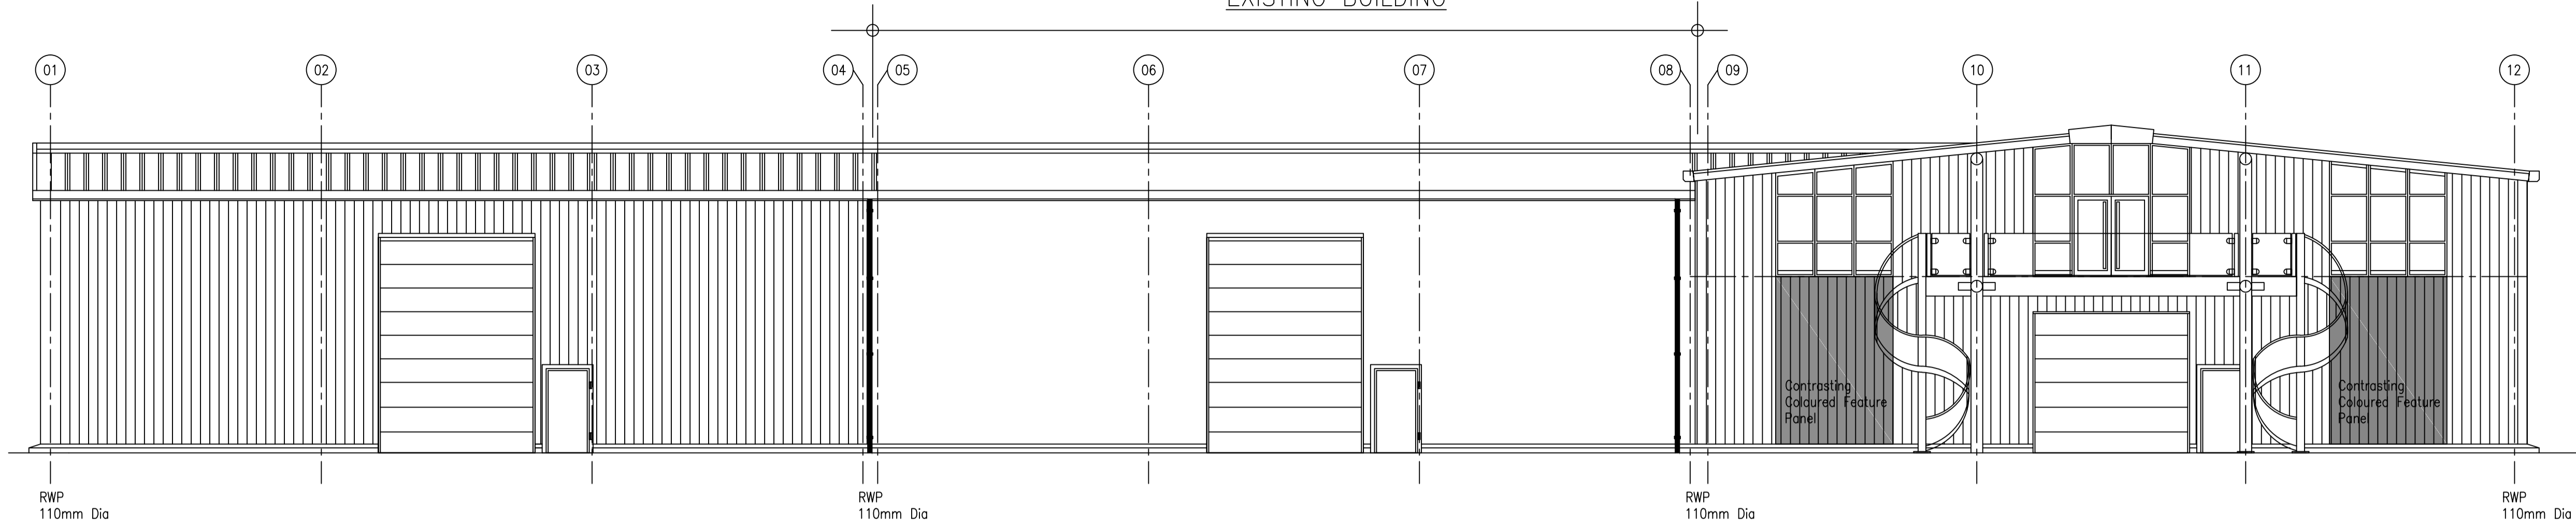 EXISTING BUILDING
01 02 03 04 05 06 07 08 09 10 11 12
Contrasting
Coloured Feature
Panel
Contrasting
Coloured Feature
Panel
RWP
110mm Dia
RWP
110mm Dia
RWP
110mm Dia
RWP
110mm Dia